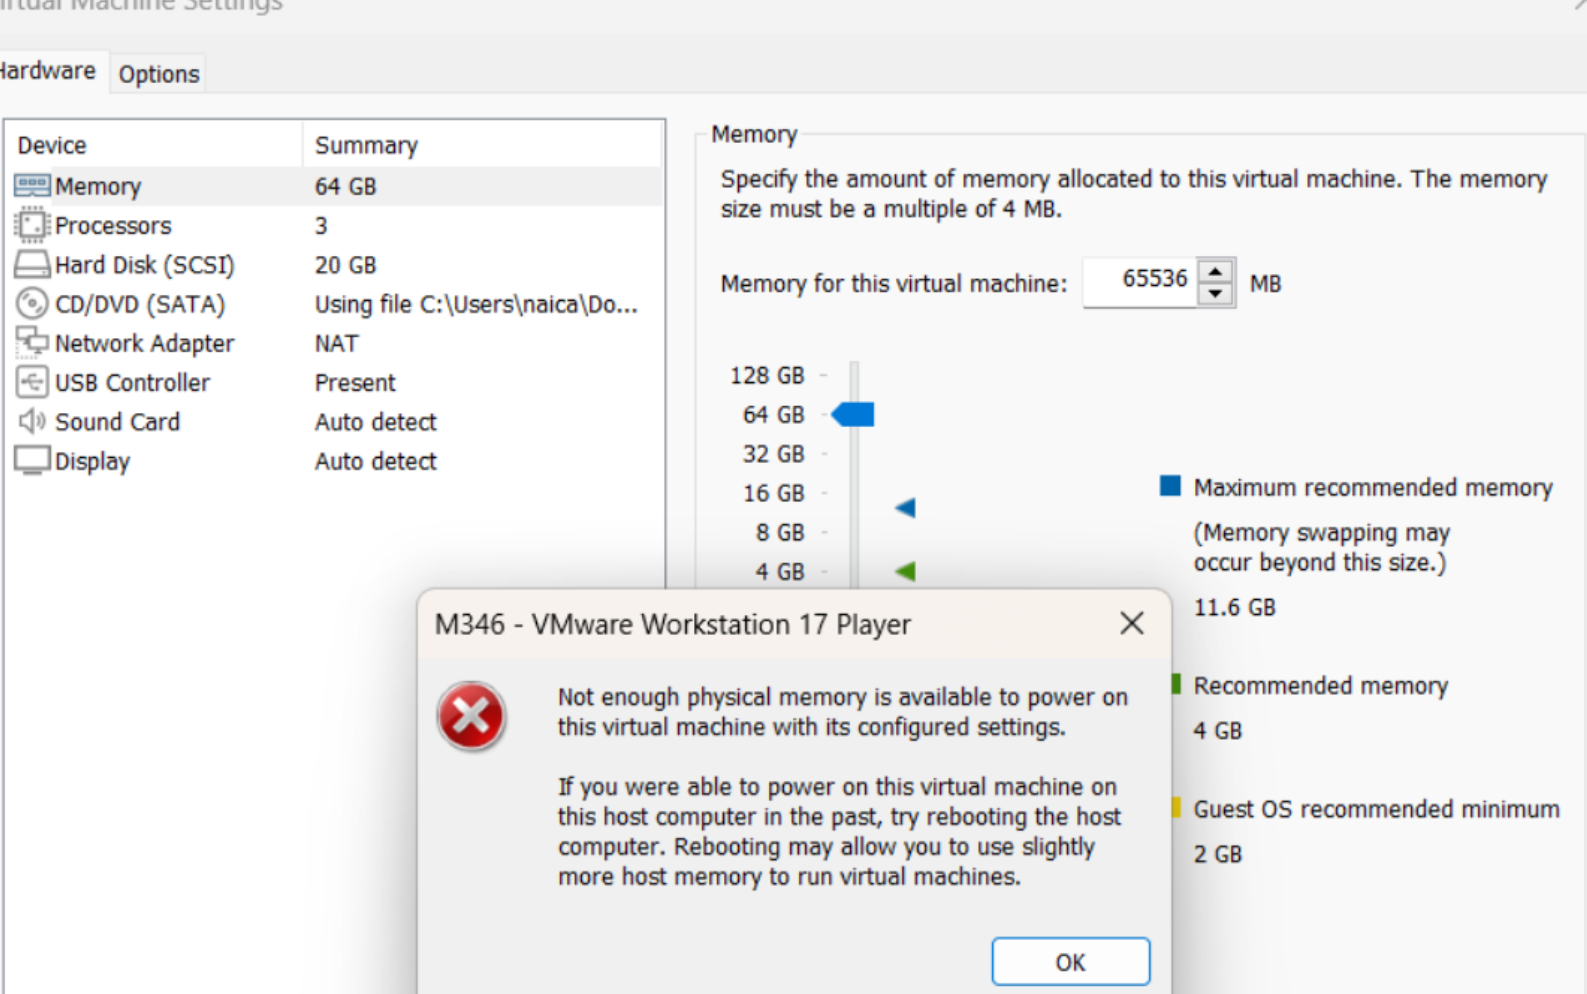 Virtual Machine Settings
Hardware
Options
Device Summary
Memory 64 GB
Processors 3
Hard Disk (SCSI) 20 GB
CD/DVD (SATA) Using file C:\Users\naica\Do...
Network Adapter NAT
USB Controller Present
Sound Card Auto detect
Display Auto detect
Memory
Specify the amount of memory allocated to this virtual machine. The memory
size must be a multiple of 4 MB.
Memory for this virtual machine: 65536 MB
128 GB
64 GB
32 GB
16 GB
8 GB
4 GB
Maximum recommended memory
(Memory swapping may
occur beyond this size.)
11.6 GB
Recommended memory
4 GB
Guest OS recommended minimum
2 GB
M346 - VMware Workstation 17 Player
Not enough physical memory is available to power on
this virtual machine with its configured settings.
If you were able to power on this virtual machine on
this host computer in the past, try rebooting the host
computer. Rebooting may allow you to use slightly
more host memory to run virtual machines.
OK